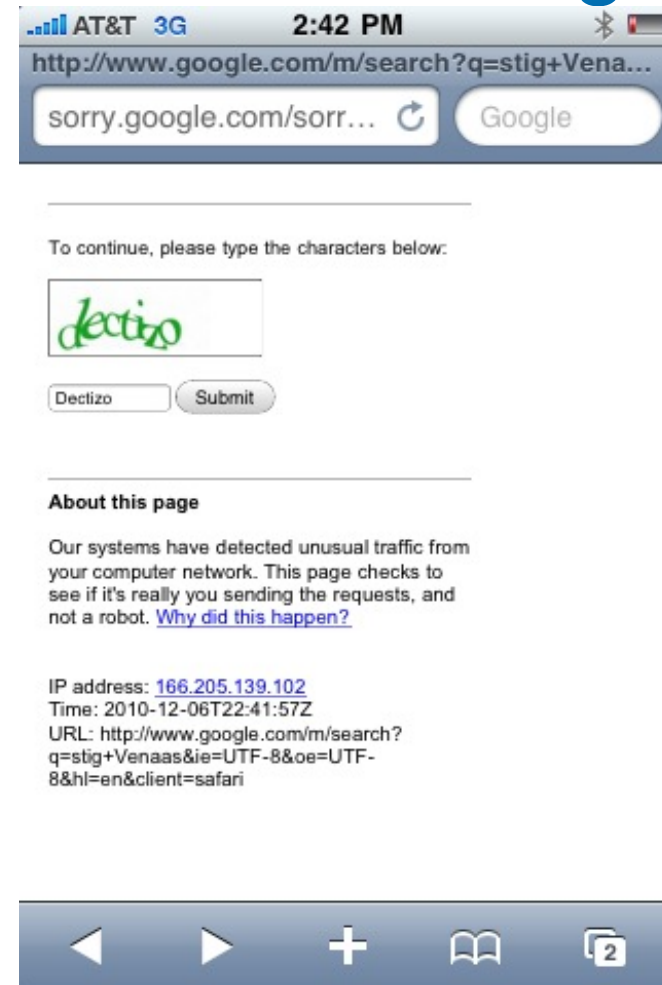 AT&T 3G 2:42 PM
http://www.google.com/m/search?q=stig+Vena...
sorry.google.com/sorr... Google
To continue, please type the characters below:
dectizo
Dectizo Submit
About this page
Our systems have detected unusual traffic from
your computer network. This page checks to
see if it's really you sending the requests, and
not a robot. Why did this happen?
IP address: 166.205.139.102
Time: 2010-12-06T22:41:57Z
URL: http://www.google.com/m/search?
q=stig+Venaas&ie=UTF-8&oe=UTF-
8&hl=en&client=safari
2